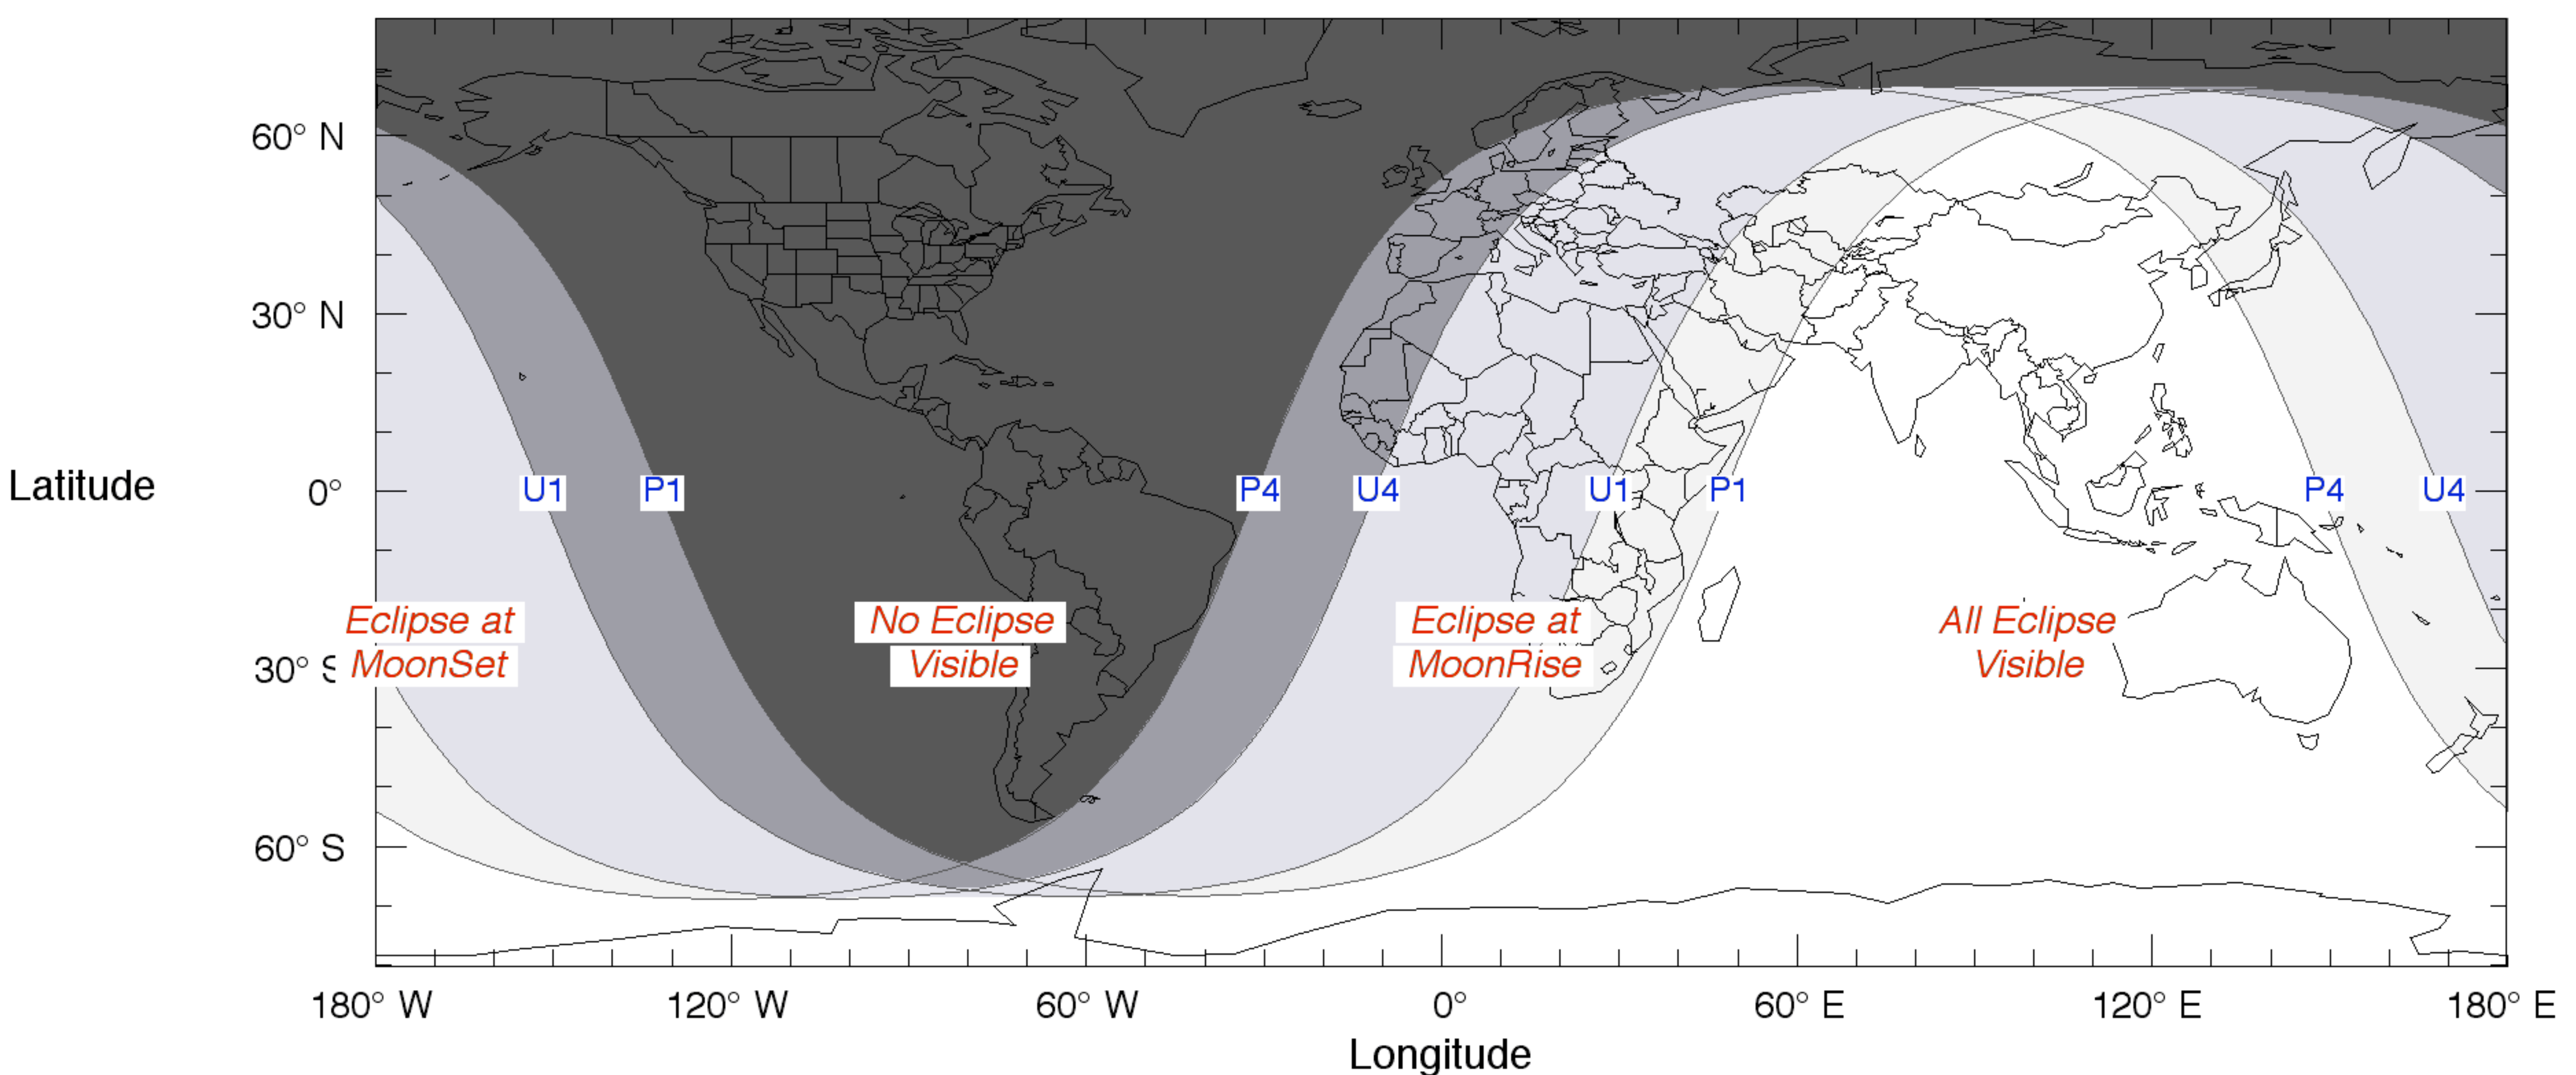 60° N
30° N
Latitude
0°
U1
P1
P4
U4
U1
P1
P4
U4
Eclipse at
MoonSet
No Eclipse
Visible
Eclipse at
MoonRise
All Eclipse
Visible
30° S
60° S
180° W
120° W
60° W
0°
60° E
120° E
180° E
Longitude